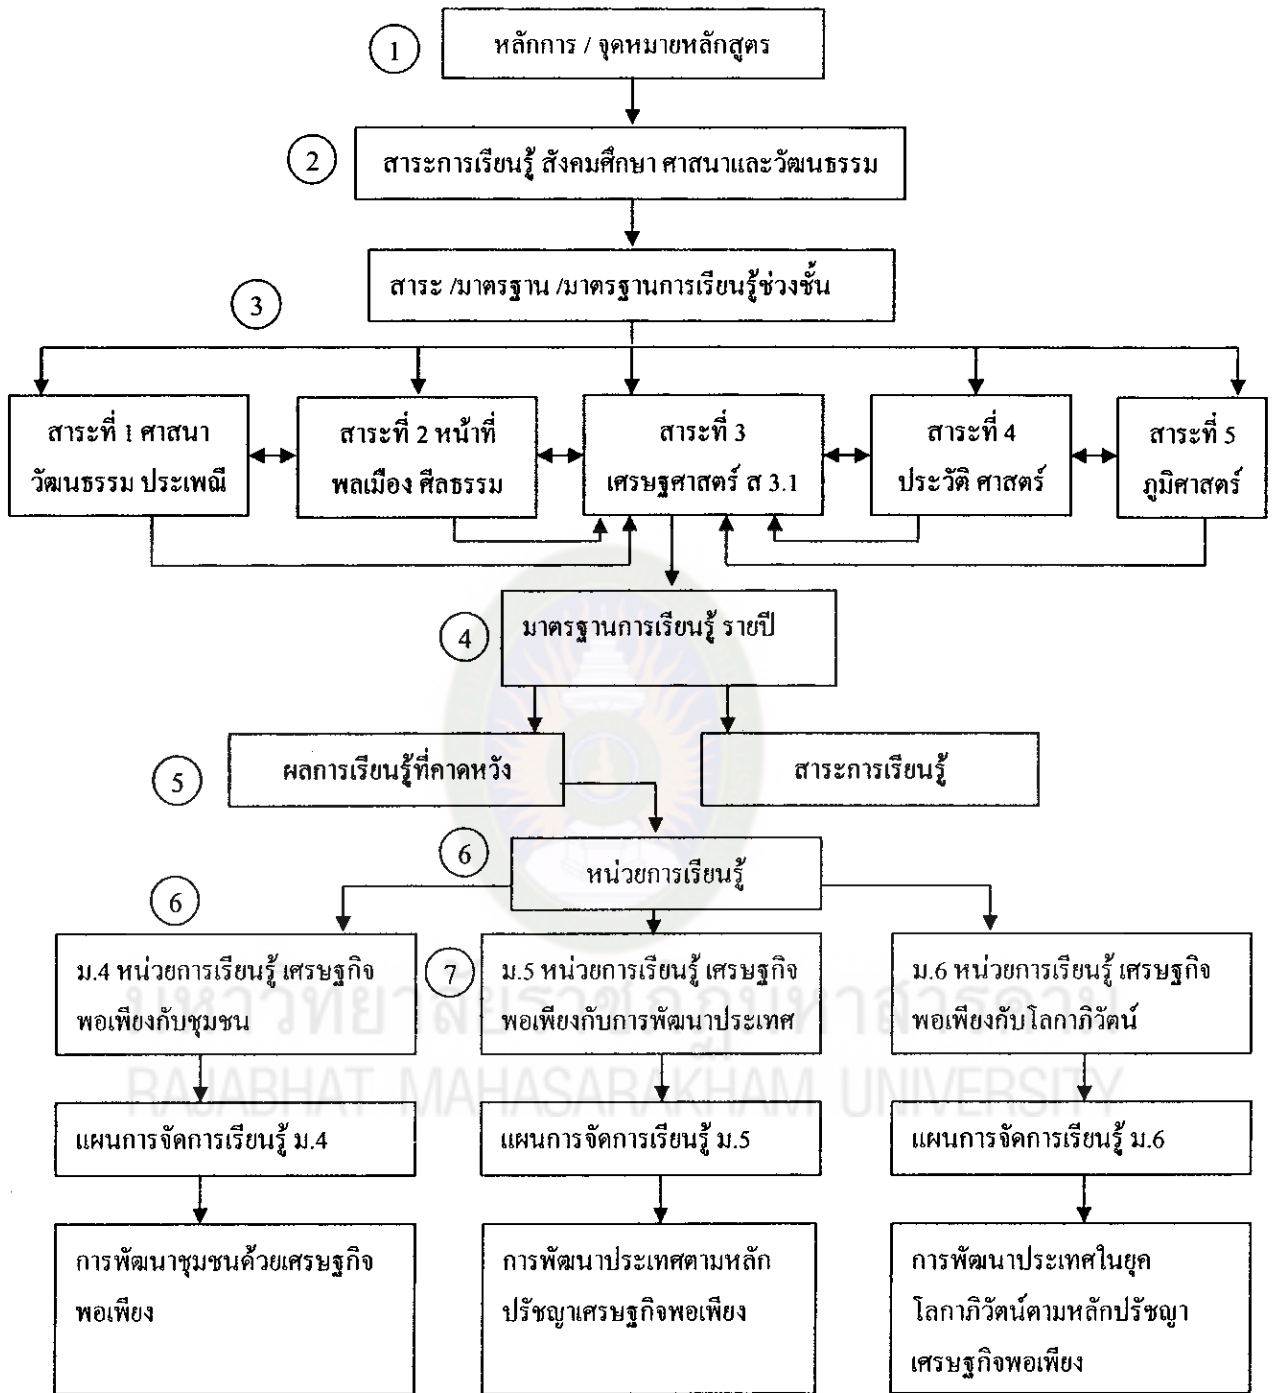 1
หลักการ / จุดหมายหลักสูตร
2
สาระการเรียนรู้ สังคมศึกษา ศาสนาและวัฒนธรรม
สาระ /มาตรฐาน /มาตรฐานการเรียนรู้ช่วงชั้น
3
สาระที่ 1 ศาสนา
วัฒนธรรม ประเพณี
สาระที่ 2 หน้าที่
พลเมือง ศีลธรรม
สาระที่ 3
เศรษฐศาสตร์ ส 3.1
สาระที่ 4
ประวัติ ศาสตร์
สาระที่ 5
ภูมิศาสตร์
4
มาตรฐานการเรียนรู้ รายปี
5
ผลการเรียนรู้ที่คาดหวัง
สาระการเรียนรู้
6
หน่วยการเรียนรู้
6
ม.4 หน่วยการเรียนรู้ เศรษฐกิจ
พอเพียงกับชุมชน
7
ม.5 หน่วยการเรียนรู้ เศรษฐกิจ
พอเพียงกับการพัฒนาประเทศ
ม.6 หน่วยการเรียนรู้ เศรษฐกิจ
พอเพียงกับโลกาภิวัตน์
มหาวิทยาลัยราชภัฏมหาสารคาม
RAJABHAT MAHASARAKHAM UNIVERSITY
แผนการจัดการเรียนรู้ ม.4
แผนการจัดการเรียนรู้ ม.5
แผนการจัดการเรียนรู้ ม.6
การพัฒนาชุมชนด้วยเศรษฐกิจ
พอเพียง
การพัฒนาประเทศตามหลัก
ปรัชญาเศรษฐกิจพอเพียง
การพัฒนาประเทศในยุค
โลกาภิวัตน์ตามหลักปรัชญา
เศรษฐกิจพอเพียง